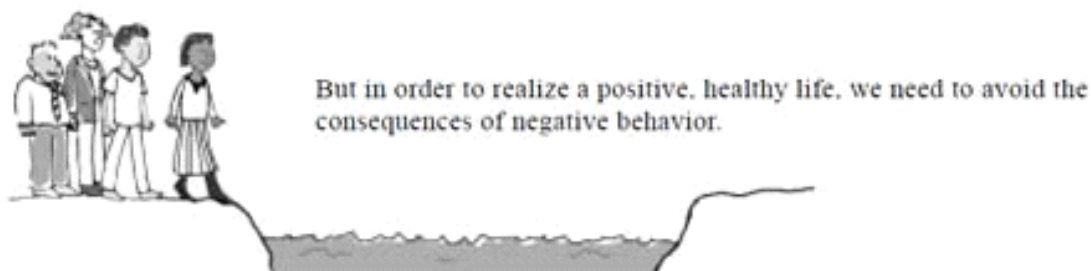 But in order to realize a positive, healthy life, we need to avoid the
consequences of negative behavior.